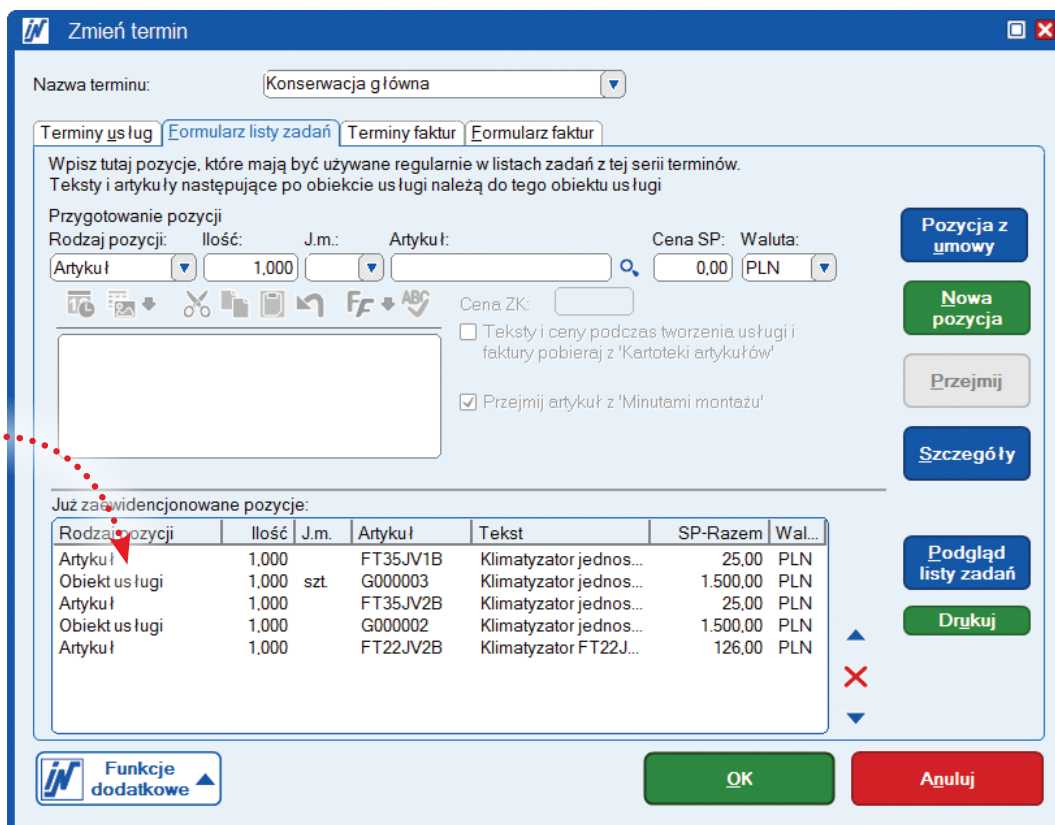 Zmień termin
Nazwa terminu: Konserwacja główna
Terminy usług Formularz listy zadań Terminy faktur Formularz faktur
Wpisz tutaj pozycje, które mają być używane regularnie w listach zadań z tej serii terminów.
Teksty i artykuły następujące po obiekcie usługi należą do tego obiektu usługi
Przygotowanie pozycji
Rodzaj pozycji: Ilość: J.m.: Artykuł: Cena SP: Waluta:
Artykuł 1,000 0,00 PLN
Cena ZK:
Teksty i ceny podczas tworzenia usługi i
faktury pobieraj z 'Kartoteki artykułów'
Przejmij artykuł z 'Minutami montażu'
Pozycja z
umowy
Nowa
pozycja
Przejmij
Szczegóły
Już zaewidencjonowane pozycje:
Rodzaj pozycji Ilość J.m. Artykuł Tekst SP-Razem Wal...
Artykuł 1,000 FT35JV1B Klimatyzator jednos... 25,00 PLN
Obiekt usługi 1,000 szt. G000003 Klimatyzator jednos... 1.500,00 PLN
Artykuł 1,000 FT35JV2B Klimatyzator jednos... 25,00 PLN
Obiekt usługi 1,000 G000002 Klimatyzator jednos... 1.500,00 PLN
Artykuł 1,000 FT22JV2B Klimatyzator FT22J... 126,00 PLN
Podgląd
listy zadań
Drukuj
Funkcje
dodatkowe
OK
Anuluj